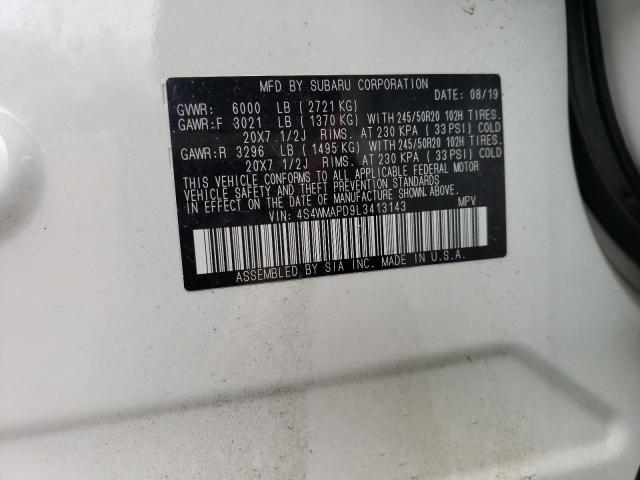 MFD BY SUBARU CORPORATION
DATE: 08/19
GVWR: 6000 LB ( 2721 KG)
GAWR:F 3021 LB ( 1370 KG) WITH 245/50R20 102H TIRES.
20X7 1/2J RIMS. AT 230 KPA ( 33 PSI) COLD
GAWR:R 3296 LB ( 1495 KG) WITH 245/50R20 102H TIRES.
20X7 1/2J RIMS. AT 230 KPA ( 33 PSI) COLD
THIS VEHICLE CONFORMS TO ALL APPLICABLE FEDERAL MOTOR
VEHICLE SAFETY AND THEFT PREVENTION STANDARDS
IN EFFECT ON THE DATE OF MANUFACTURE SHOWN ABOVE.
VIN: 4S4WMAPD9L3413143 MPV
ASSEMBLED BY SIA INC. MADE IN U.S.A.